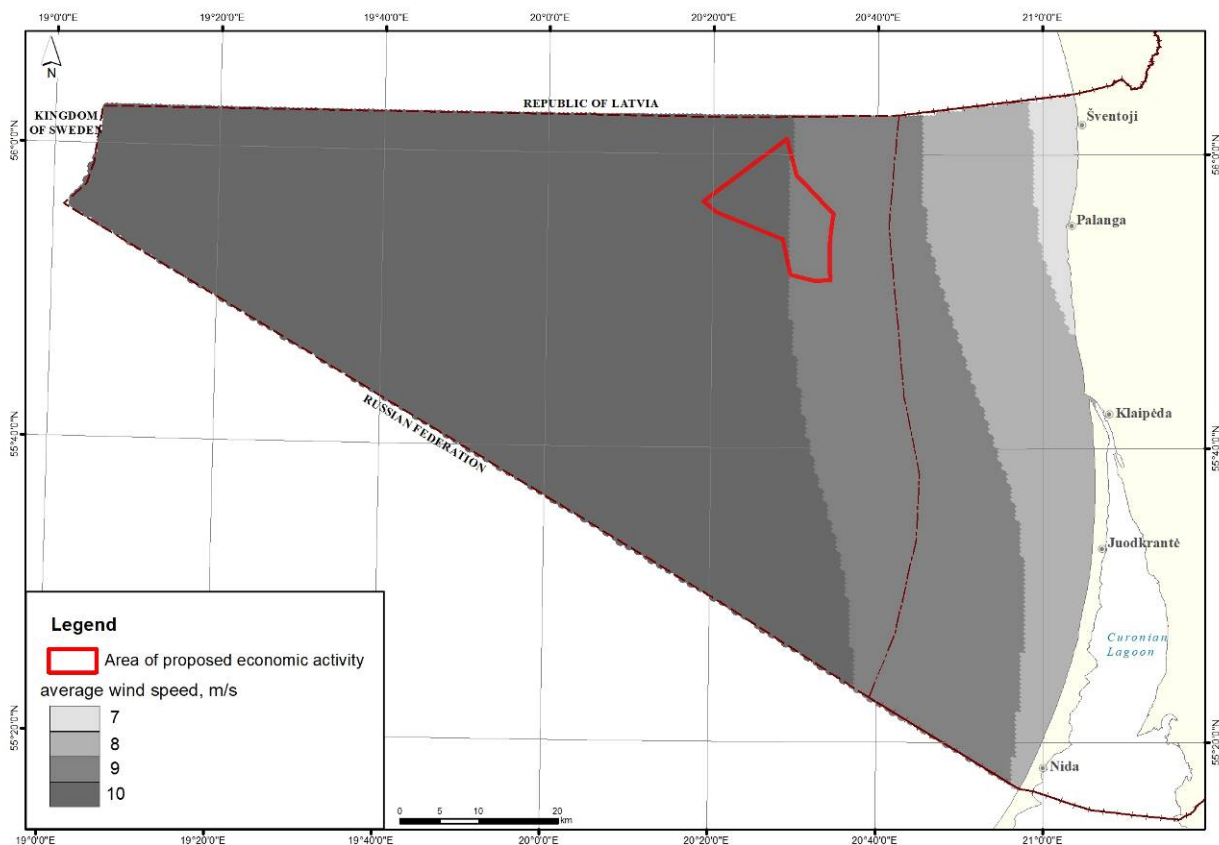 19°0'0"E
19°20'0"E
19°40'0"E
20°0'0"E
20°20'0"E
20°40'0"E
21°0'0"E
N
REPUBLIC OF LATVIA
KINGDOM
OF SWEDEN
Šventoji
56°0'0"N
56°0'0"N
Palanga
RUSSIAN FEDERATION
Klaipėda
55°40'0"N
55°40'0"N
Juodkrantė
Curonian
Lagoon
Legend
Area of proposed economic activity
average wind speed, m/s
7
8
9
10
55°20'0"N
55°20'0"N
Nida
0 5 10 20
km
19°0'0"E
19°20'0"E
19°40'0"E
20°0'0"E
20°20'0"E
20°40'0"E
21°0'0"E